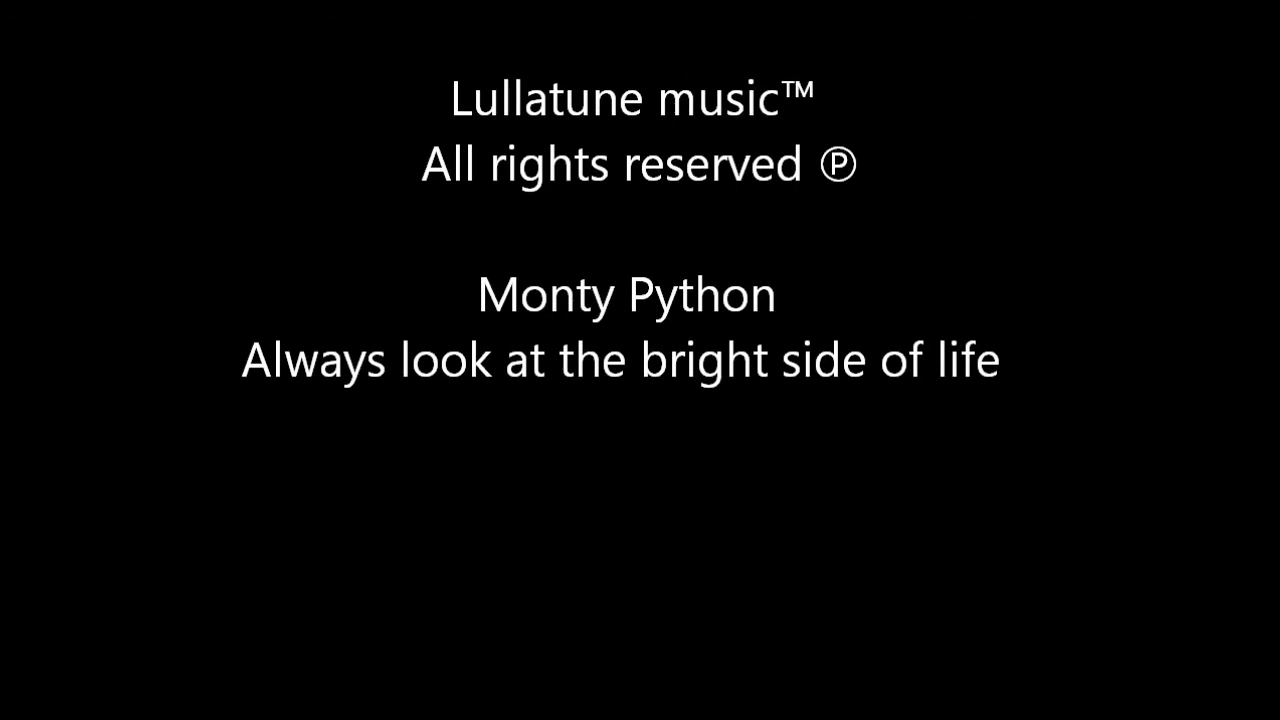 Lullatune music™
All rights reserved ℗
Monty Python
Always look at the bright side of life